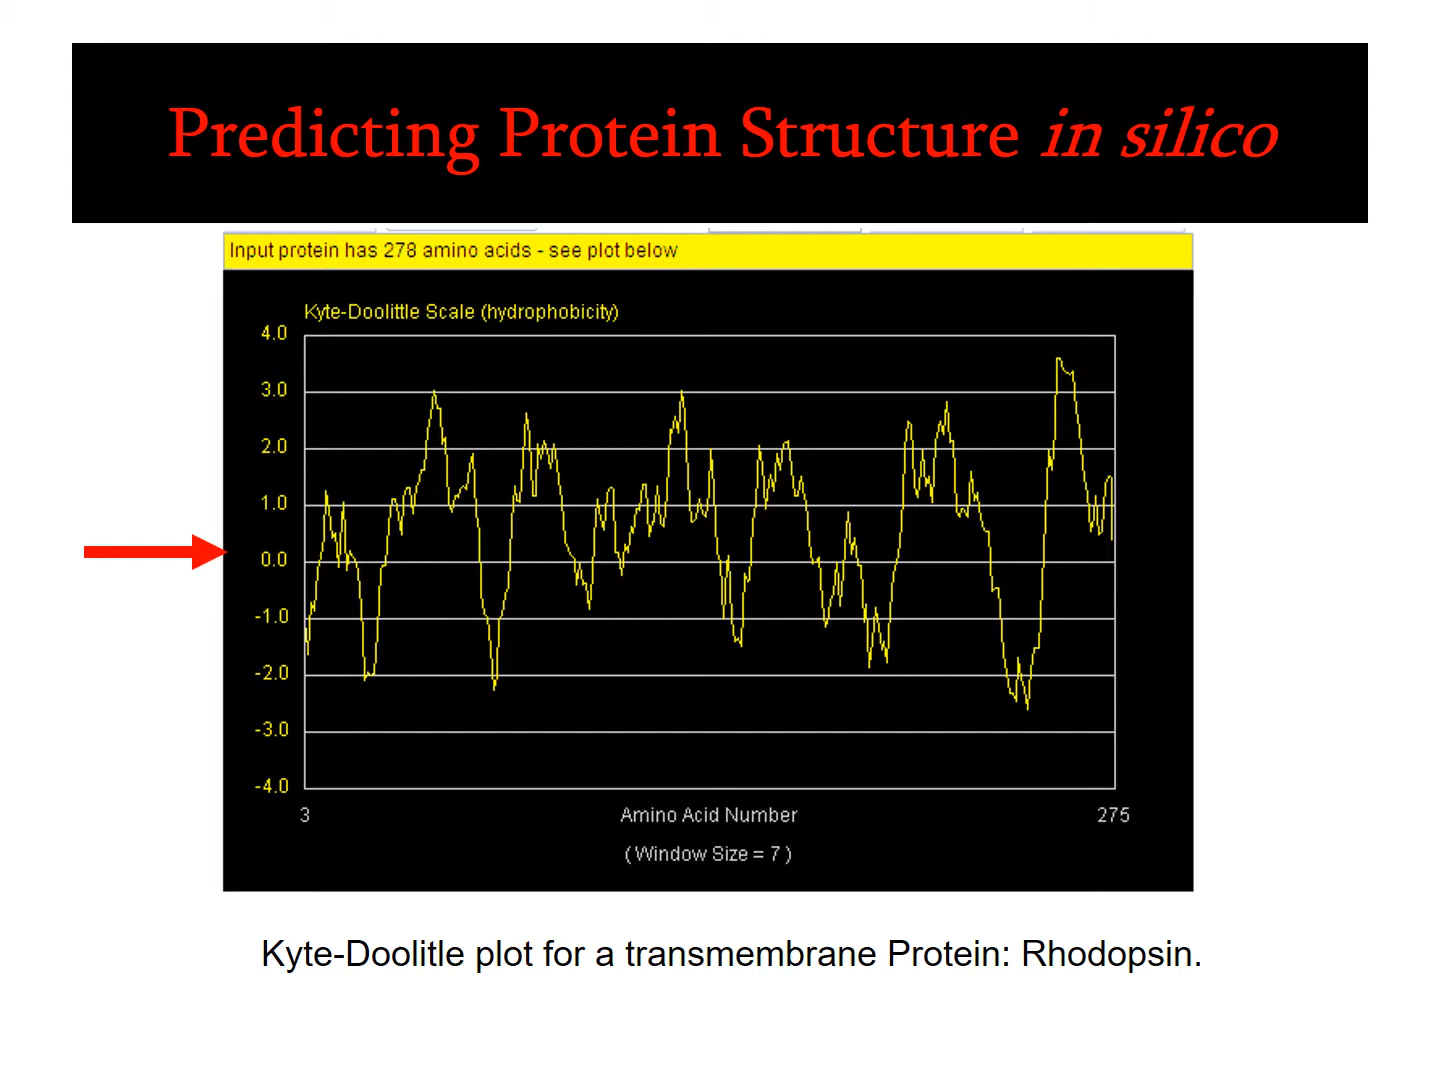 Predicting Protein Structure in silico
Input protein has 278 amino acids - see plot below
Kyte-Doolittle Scale (hydrophobicity)
4.0
3.0
2.0
1.0
0.0
-1.0
-2.0
-3.0
-4.0
3 Amino Acid Number 275
( Window Size = 7 )
Kyte-Doolitle plot for a transmembrane Protein: Rhodopsin.